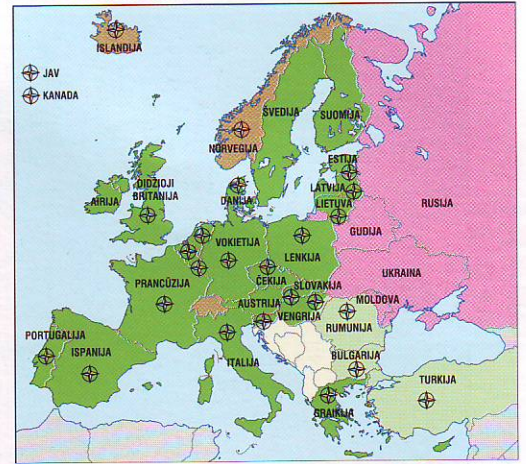 ISLANDIJA
JAV
KANADA
ŠVEDIJA
SUOMIJA
NORVEGIJA
ESTIJA
LATVIJA
LIETUVA
RUSIJA
DIDŽIOJI
BRITANIJA
AIRIJA
DANIJA
GUDIJA
VOKIETIJA
LENKIJA
UKRAINA
ČEKIJA
SLOVAKIJA
PRANCŪZIJA
AUSTRIJA
VENGRIJA
MOLDOVA
RUMUNIJA
PORTUGALIJA
ISPANIJA
ITALIJA
BULGARIJA
TURKIJA
GRAIKIJA